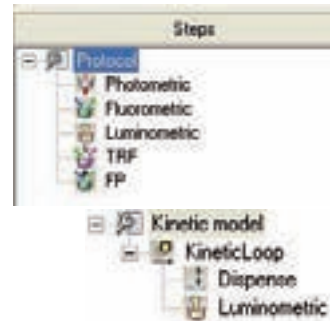 Steps
Protocol
Photometric
Fluorometric
Luminometric
TRF
FP
Kinetic model
KineticLoop
Dispense
Luminometric